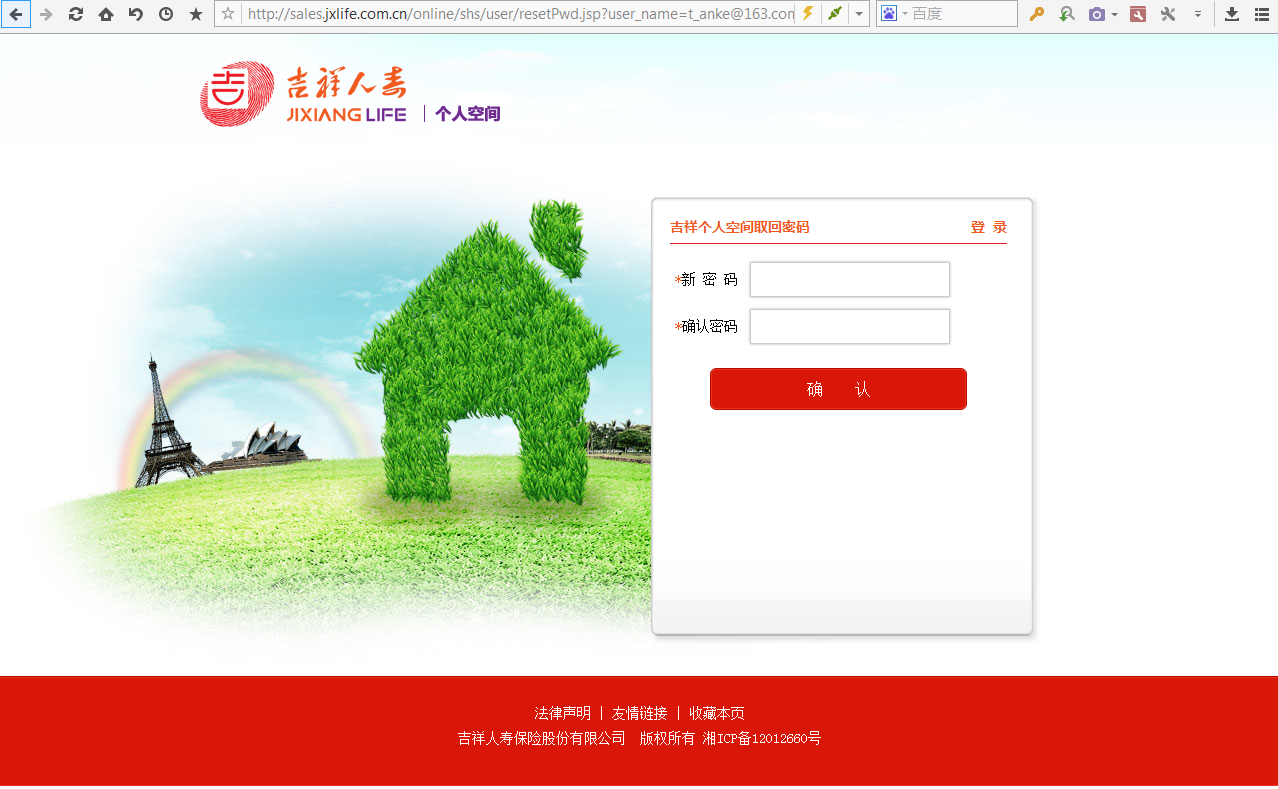 http://sales.jxlife.com.cn/online/shs/user/resetPwd.jsp?user_name=t_anke@163.com
百度
吉
吉祥人寿
JIXIANG LIFE | 个人空间
吉祥个人空间取回密码 登 录
*新 密 码
*确认密码
确 认
法律声明 | 友情链接 | 收藏本页
吉祥人寿保险股份有限公司 版权所有 湘ICP备12012660号